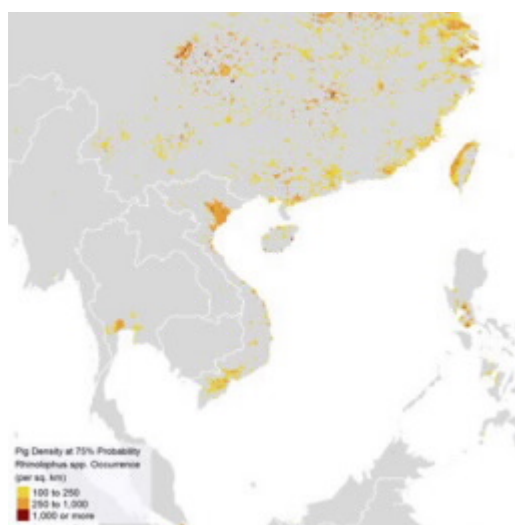 Pig Density at 75% Probability
Rhinolophus spp. Occurrence
(per sq. km)
100 to 250
250 to 1,000
1,000 or more